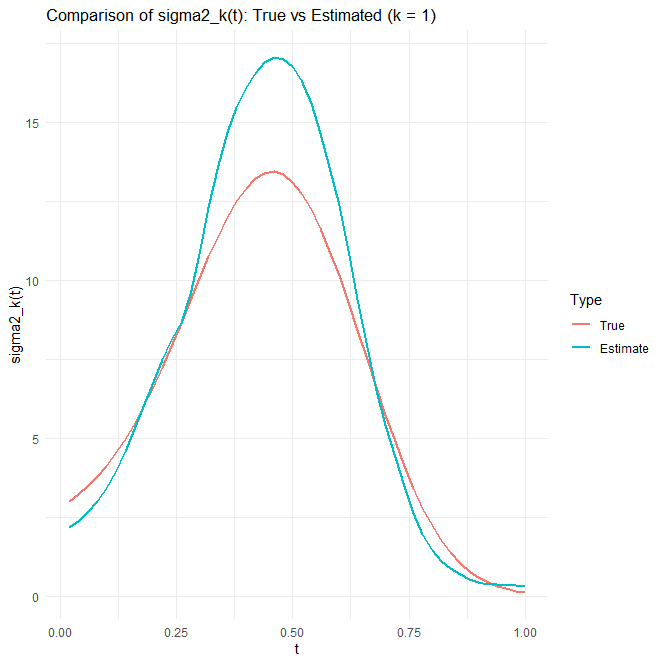 Comparison of sigma2_k(t): True vs Estimated (k = 1)
sigma2_k(t)
15
10
5
0
0.00
0.25
0.50
0.75
1.00
t
Type
True
Estimate